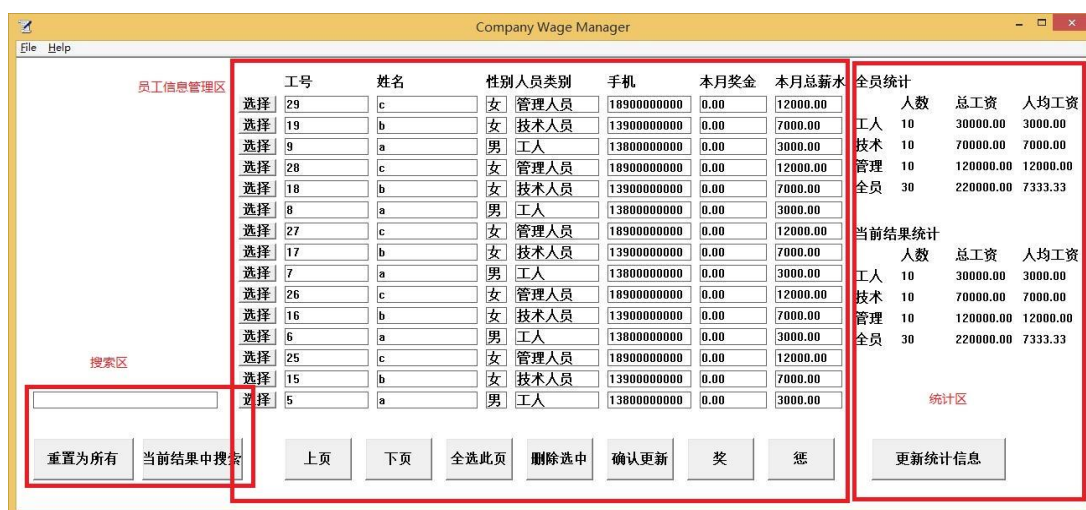 Company Wage Manager
File Help
员工信息管理区
工号 姓名 性别 人员类别 手机 本月奖金 本月总薪水
选择 29 c 女 管理人员 18900000000 0.00 12000.00
选择 19 b 女 技术人员 13900000000 0.00 7000.00
选择 9 a 男 工人 13800000000 0.00 3000.00
选择 28 c 女 管理人员 18900000000 0.00 12000.00
选择 18 b 女 技术人员 13900000000 0.00 7000.00
选择 8 a 男 工人 13800000000 0.00 3000.00
选择 27 c 女 管理人员 18900000000 0.00 12000.00
选择 17 b 女 技术人员 13900000000 0.00 7000.00
选择 7 a 男 工人 13800000000 0.00 3000.00
选择 26 c 女 管理人员 18900000000 0.00 12000.00
选择 16 b 女 技术人员 13900000000 0.00 7000.00
选择 6 a 男 工人 13800000000 0.00 3000.00
选择 25 c 女 管理人员 18900000000 0.00 12000.00
选择 15 b 女 技术人员 13900000000 0.00 7000.00
选择 5 a 男 工人 13800000000 0.00 3000.00
全员统计
人数 总工资 人均工资
工人 10 30000.00 3000.00
技术 10 70000.00 7000.00
管理 10 120000.00 12000.00
全员 30 220000.00 7333.33
当前结果统计
人数 总工资 人均工资
工人 10 30000.00 3000.00
技术 10 70000.00 7000.00
管理 10 120000.00 12000.00
全员 30 220000.00 7333.33
搜索区
统计区
重置为所有 当前结果中搜索 上页 下页 全选此页 删除选中 确认更新 奖 惩 更新统计信息